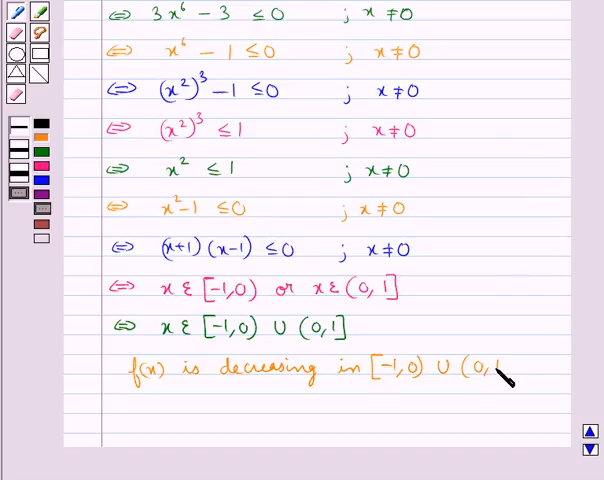 ⇔ 3x⁶ - 3 ≤ 0 ; x ≠ 0
⇔ x⁶ - 1 ≤ 0 ; x ≠ 0
⇔ (x²)³ - 1 ≤ 0 ; x ≠ 0
⇔ (x²)³ ≤ 1 ; x ≠ 0
⇔ x² ≤ 1 ; x ≠ 0
⇔ x² - 1 ≤ 0 ; x ≠ 0
⇔ (x+1) (x-1) ≤ 0 ; x ≠ 0
⇔ x ε [-1,0) or x ε (0, 1]
⇔ x ε [-1,0) ∪ (0,1]
f(x) is decreasing in [-1,0) ∪ (0,1